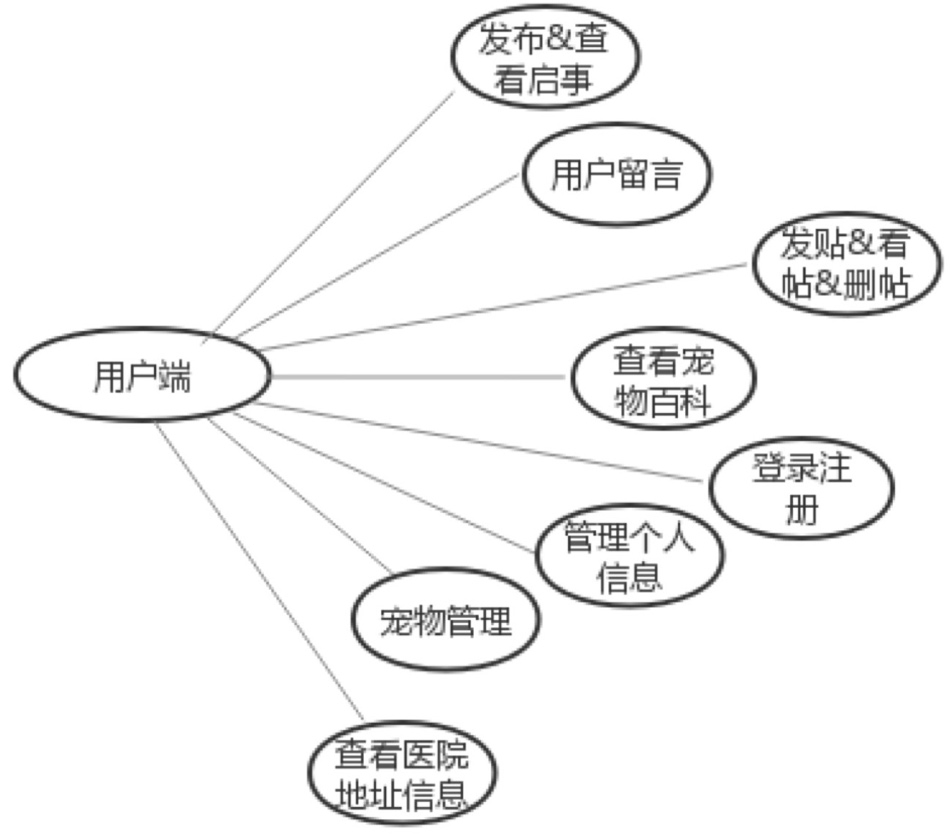 发布&查
看启事
用户留言
发贴&看
帖&删帖
用户端
查看宠
物百科
登录注
册
管理个人
信息
宠物管理
查看医院
地址信息